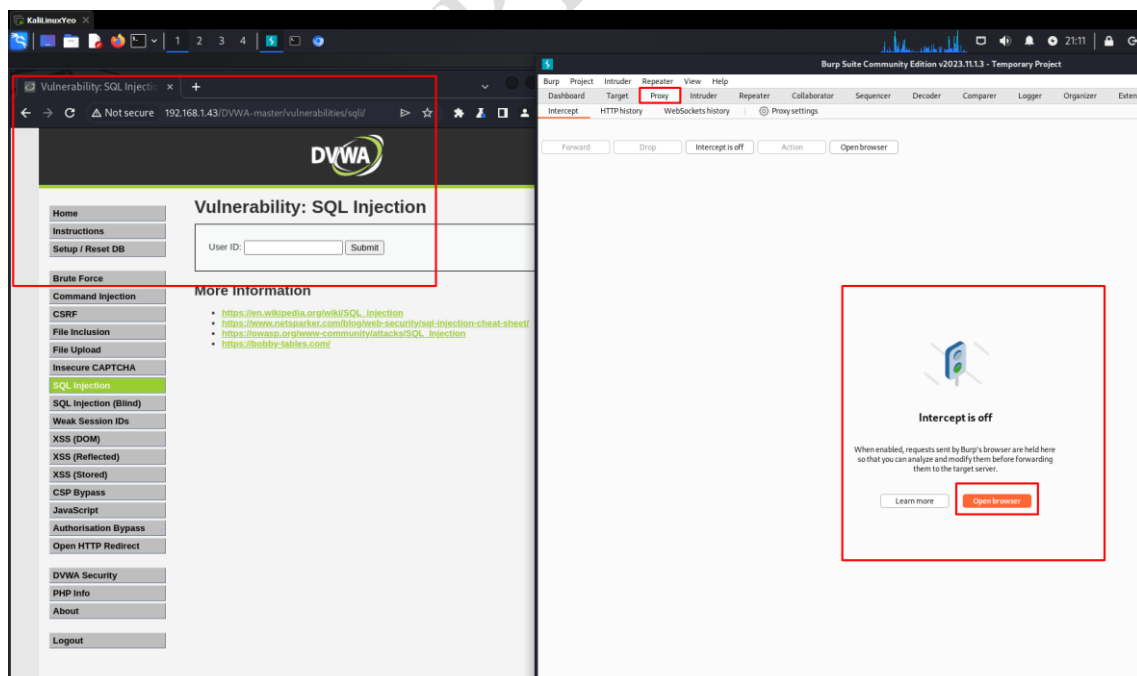 KaliLinuxYeo
1 2 3 4
21:11
Burp Suite Community Edition v2023.11.1.3 - Temporary Project
Vulnerability: SQL Injectio
Not secure 192.168.1.43/DVWA-master/vulnerabilities/sqli/
DVWA
Home
Instructions
Setup / Reset DB
Brute Force
Command Injection
CSRF
File Inclusion
File Upload
Insecure CAPTCHA
SQL Injection
SQL Injection (Blind)
Weak Session IDs
XSS (DOM)
XSS (Reflected)
XSS (Stored)
CSP Bypass
JavaScript
Authorisation Bypass
Open HTTP Redirect
DVWA Security
PHP Info
About
Logout
Vulnerability: SQL Injection
User ID: Submit
More Information
https://en.wikipedia.org/wiki/SQL_injection
https://www.netsparker.com/blog/web-security/sql-injection-cheat-sheet/
https://owasp.org/www-community/attacks/SQL_Injection
https://bobby-tables.com/
Burp Project Intruder Repeater View Help
Dashboard Target Proxy Intruder Repeater Collaborator Sequencer Decoder Comparer Logger Organizer Exten
Intercept HTTP history WebSockets history Proxy settings
Forward Drop Intercept is off Action Open browser
Intercept is off
When enabled, requests sent by Burp's browser are held here
so that you can analyze and modify them before forwarding
them to the target server.
Learn more Open browser